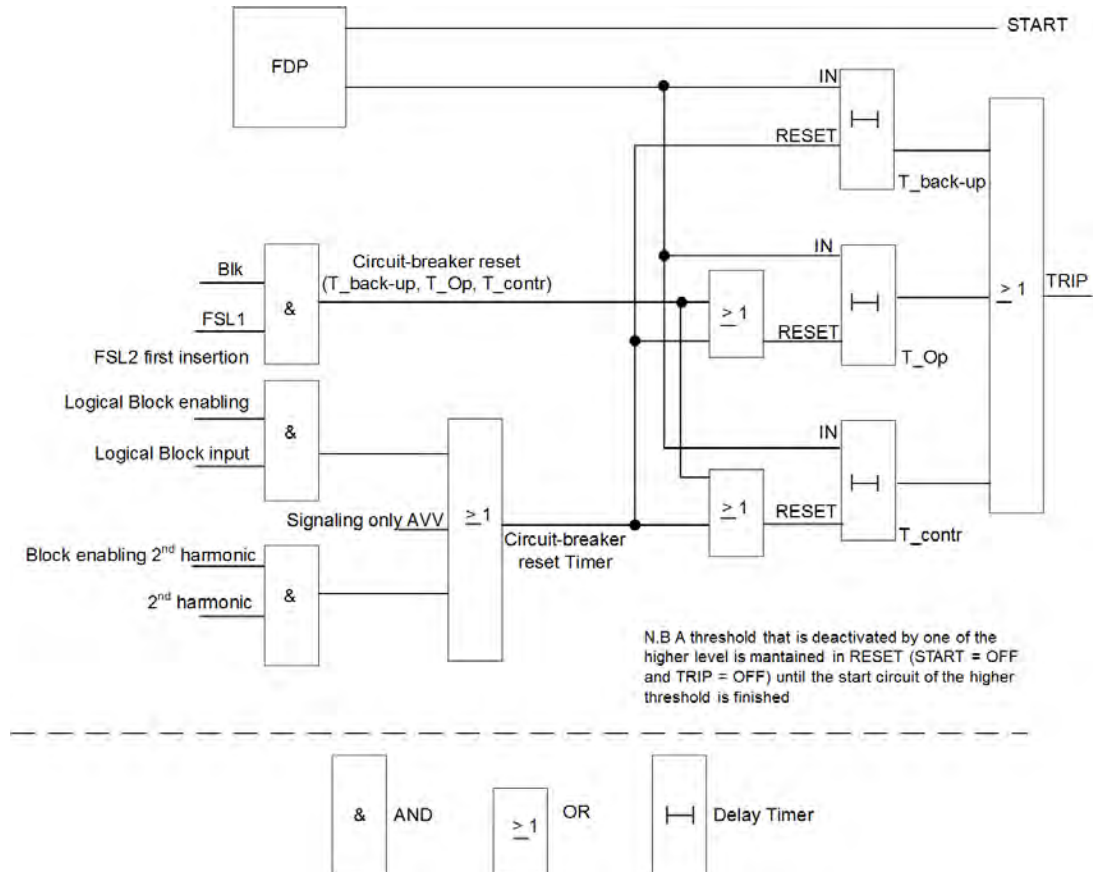 START
FDP
IN
RESET
T_back-up
Blk
Circuit-breaker reset
(T_back-up, T_Op, T_contr)
&
FSL1
FSL2 first insertion
IN
≥ 1
RESET
T_Op
≥ 1
TRIP
Logical Block enabling
&
Logical Block input
IN
≥ 1
RESET
T_contr
Signaling only AVV
≥ 1
Circuit-breaker
reset Timer
Block enabling 2nd harmonic
&
2nd harmonic
N.B A threshold that is deactivated by one of the
higher level is mantained in RESET (START = OFF
and TRIP = OFF) until the start circuit of the higher
threshold is finished
& AND
≥ 1 OR
Delay Timer